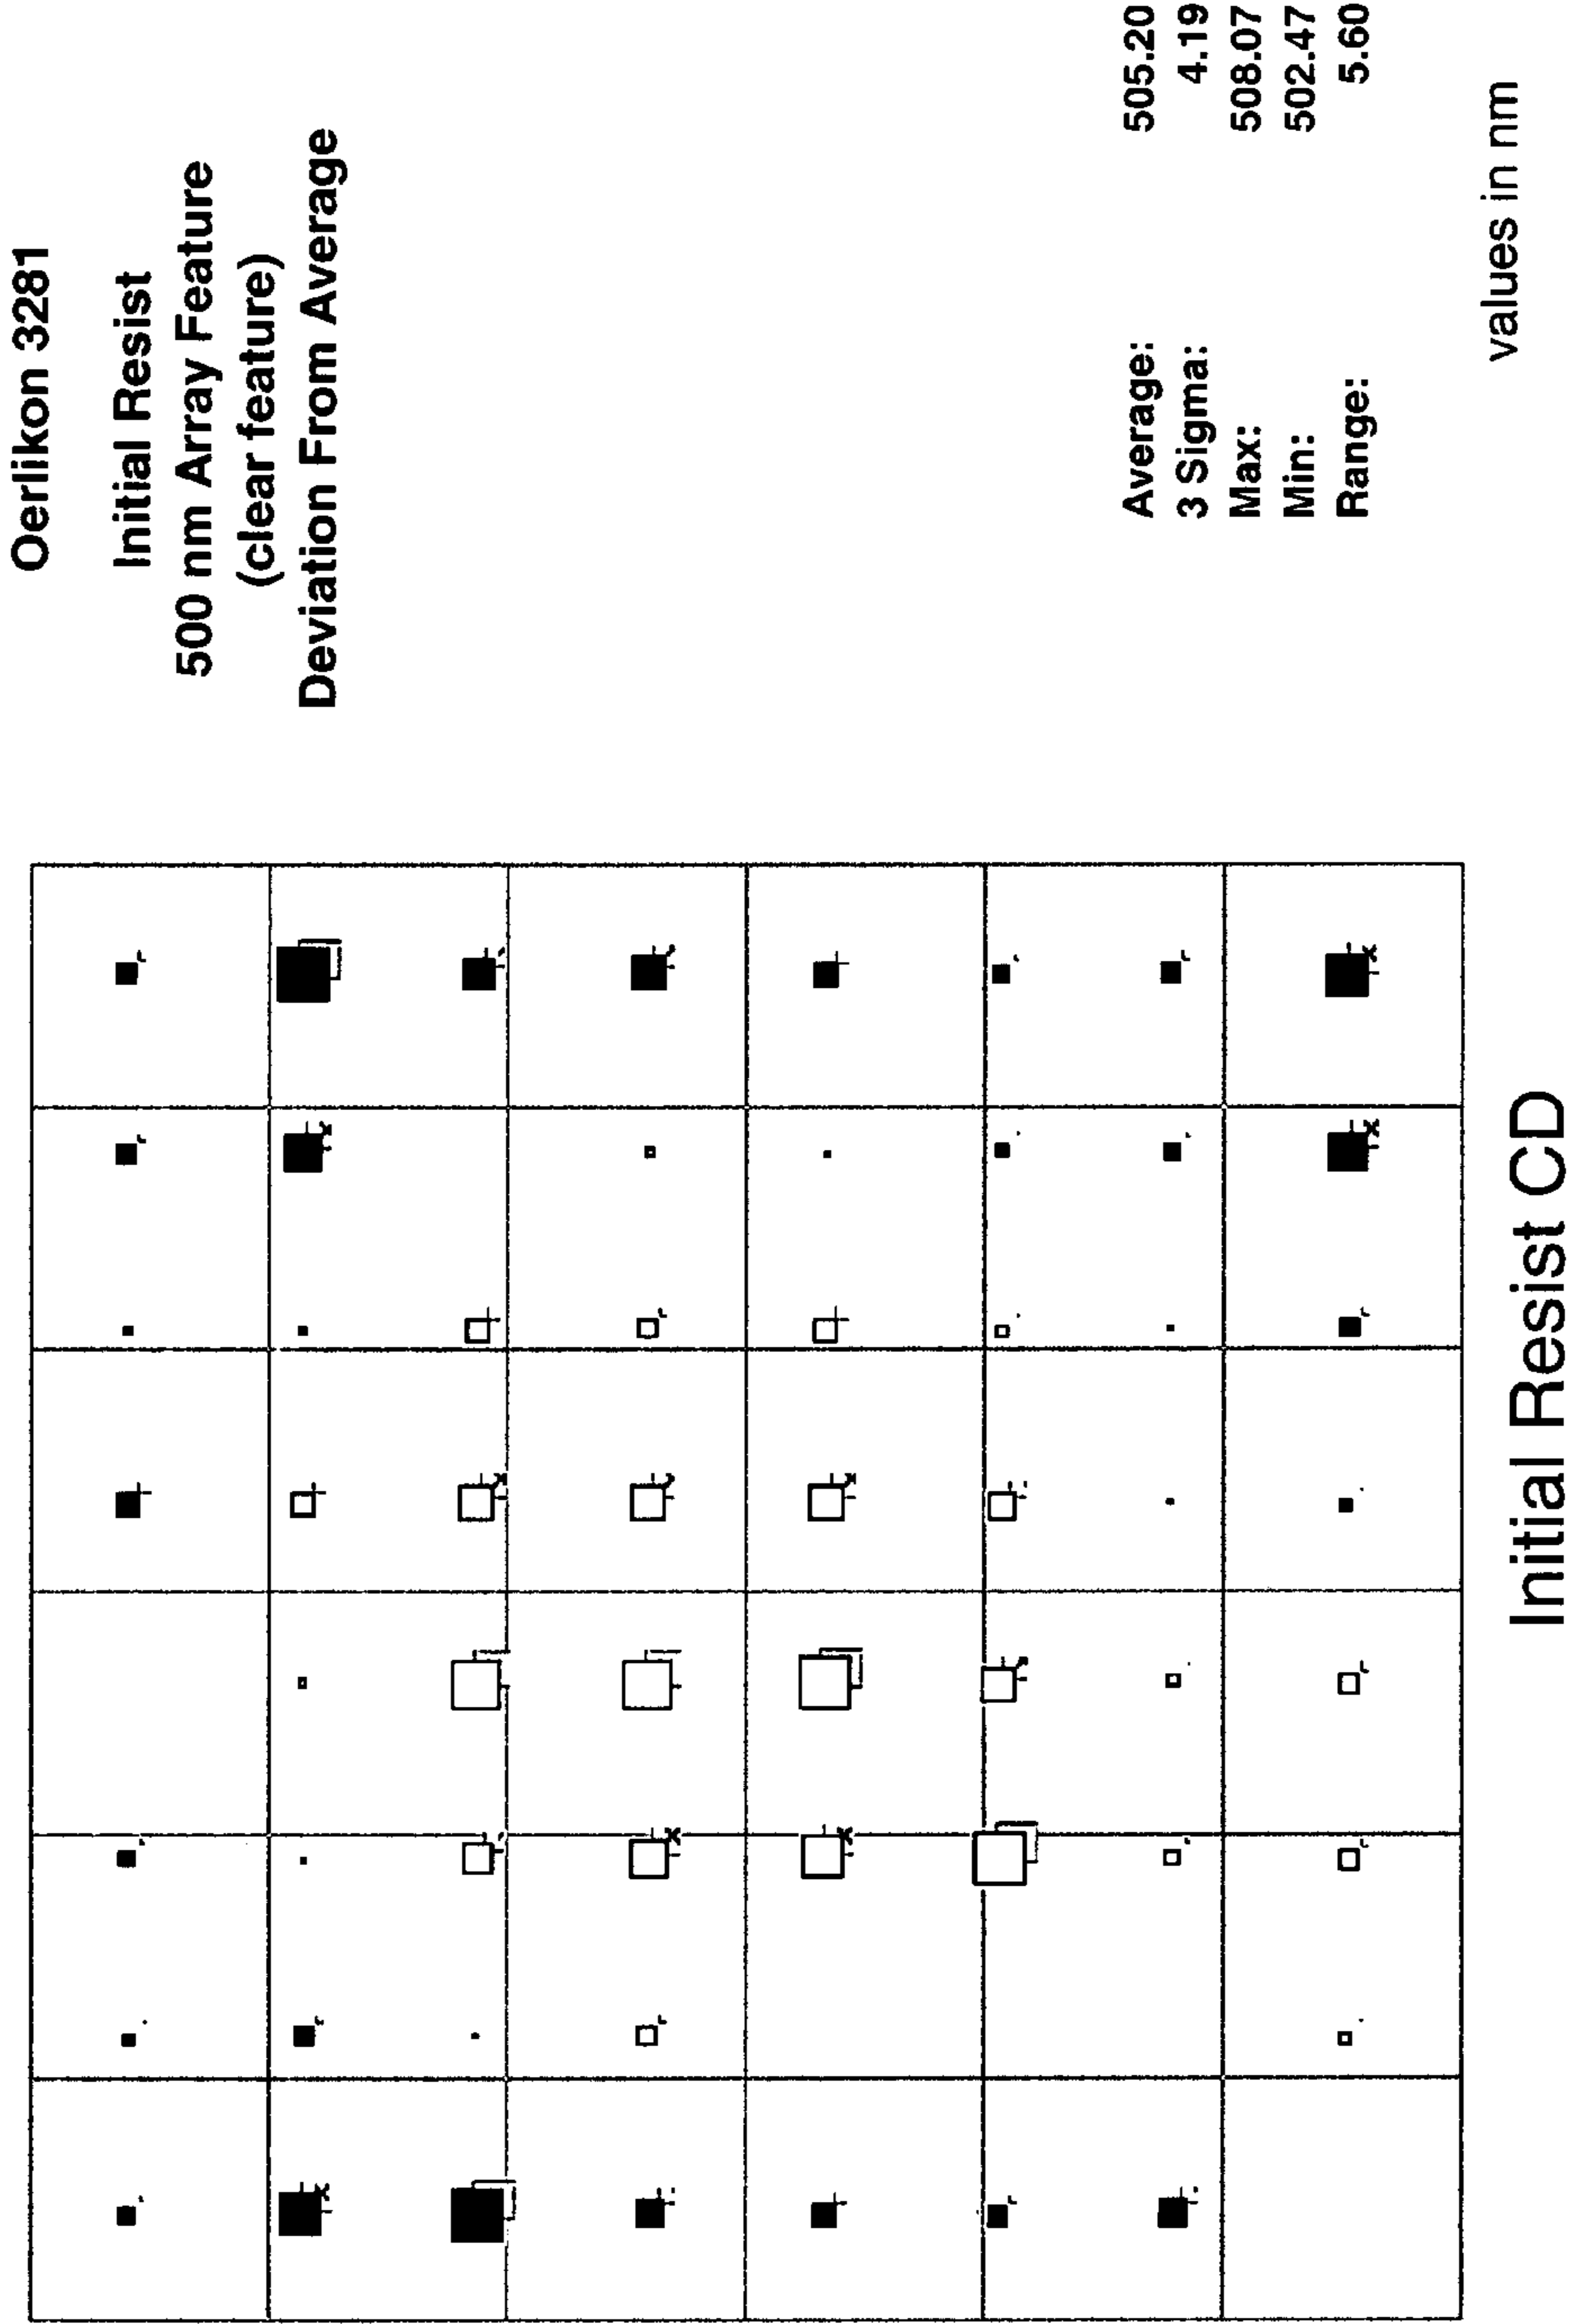 Oerlikon 3281
Initial Resist
500 nm Array Feature
(clear feature)
Deviation From Average
Average: 505.20
3 Sigma: 4.19
Max: 508.07
Min: 502.47
Range: 5.60
values in nm
Initial Resist CD